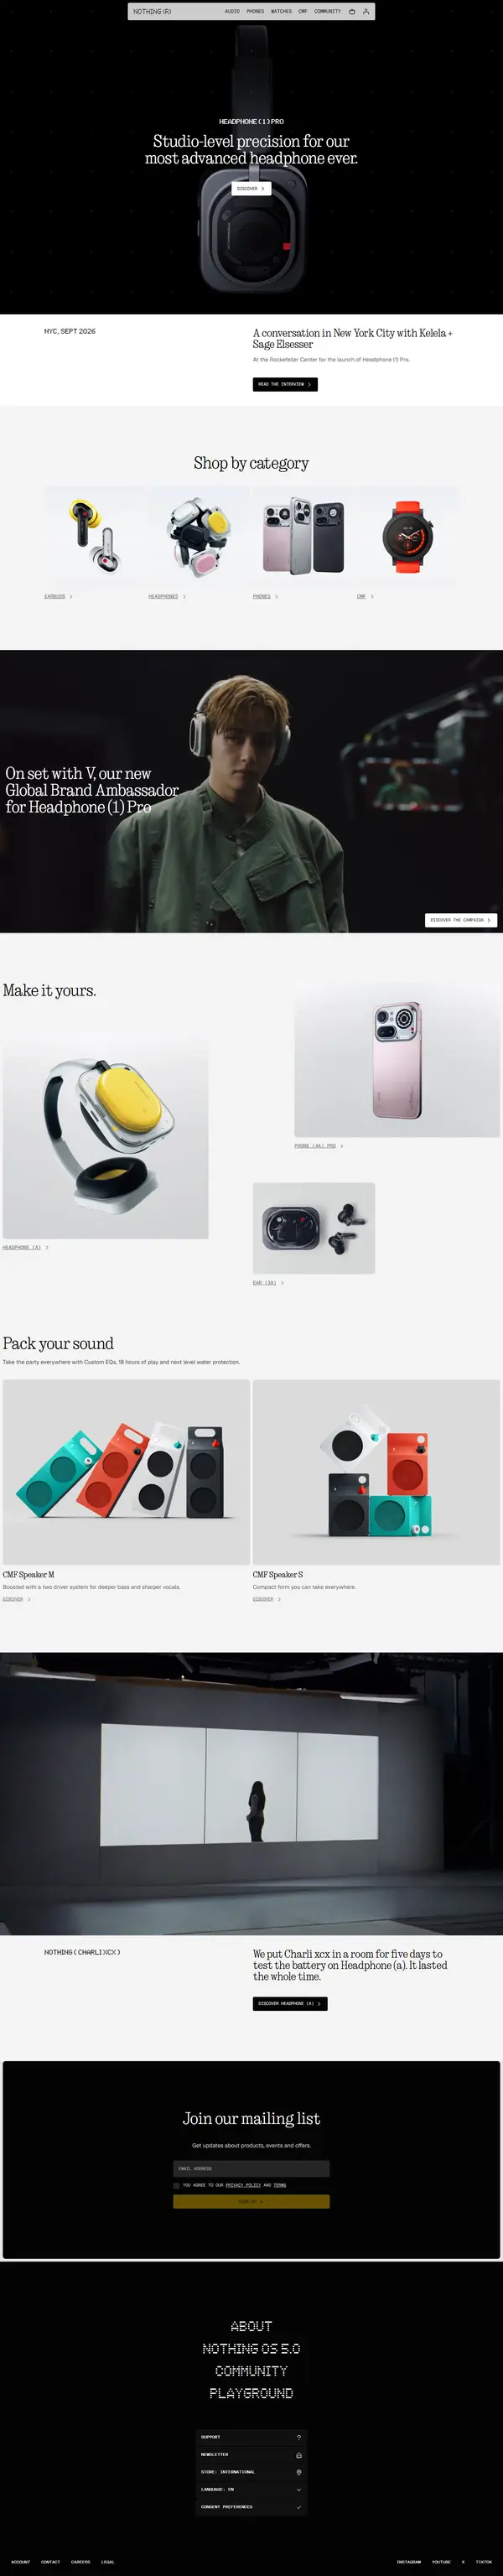 NOTHING (R)
AUDIO
PHONES
WATCHES
CMF
COMMUNITY
HEADPHONE (1) PRO
Studio-level precision for our
most advanced headphone ever.
DISCOVER
NYC, SEPT 2026
A conversation in New York City with Kelela +
Sage Elsesser
At the Rockefeller Center for the launch of Headphone (1) Pro.
READ THE INTERVIEW
Shop by category
EARBUDS
HEADPHONES
PHONES
CMF
On set with V, our new
Global Brand Ambassador
for Headphone (1) Pro
DISCOVER THE CAMPAIGN
Make it yours.
PHONE (4A) PRO
HEADPHONE (A)
EAR (3A)
Pack your sound
Take the party everywhere with Custom EQs, 18 hours of play and next level water protection.
CMF Speaker M
Boosted with a two driver system for deeper bass and sharper vocals.
DISCOVER
CMF Speaker S
Compact form you can take everywhere.
DISCOVER
NOTHING ( CHARLI XCX )
We put Charli xcx in a room for five days to
test the battery on Headphone (a). It lasted
the whole time.
DISCOVER HEADPHONE (A)
Join our mailing list
Get updates about products, events and offers.
EMAIL ADDRESS
YOU AGREE TO OUR PRIVACY POLICY AND TERMS
SIGN UP
ABOUT
NOTHING OS 5.0
COMMUNITY
PLAYGROUND
SUPPORT
NEWSLETTER
STORE: INTERNATIONAL
LANGUAGE: EN
CONSENT PREFERENCES
ACCOUNT
CONTACT
CAREERS
LEGAL
INSTAGRAM
YOUTUBE
X
TIKTOK